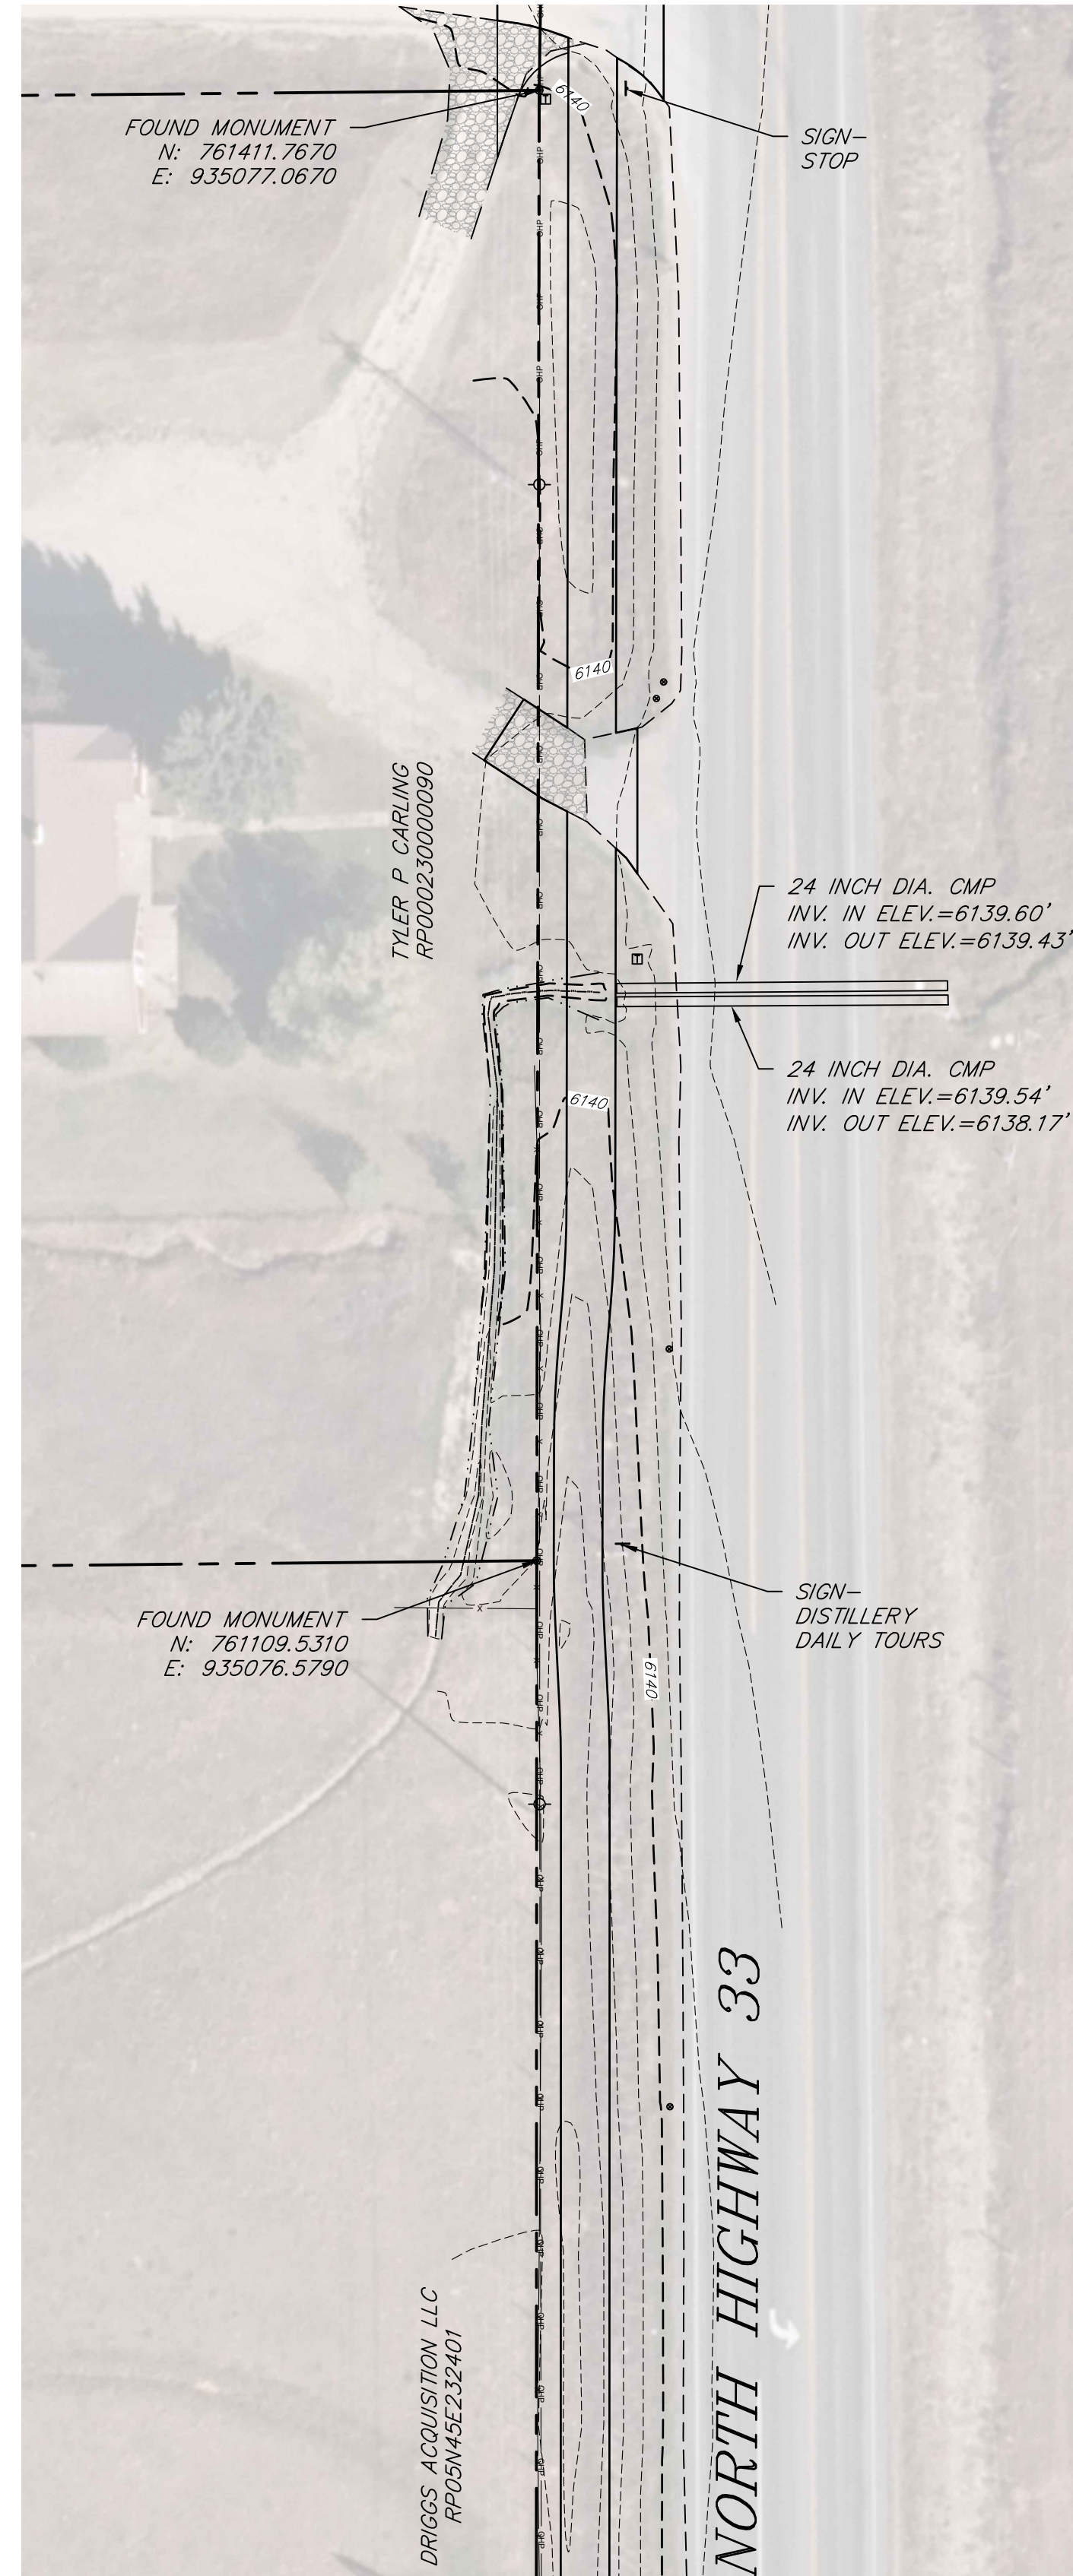 6140
FOUND MONUMENT
N: 761411.7670
E: 935077.0670
SIGN-
STOP
OHP
6140
TYLER P CARLING
RP000230000090
24 INCH DIA. CMP
INV. IN ELEV.=6139.60'
INV. OUT ELEV.=6139.43'
T
24 INCH DIA. CMP
INV. IN ELEV.=6139.54'
INV. OUT ELEV.=6138.17'
6140
SIGN-
DISTILLERY
DAILY TOURS
FOUND MONUMENT
N: 761109.5310
E: 935076.5790
6140
NORTH HIGHWAY 33
DRIGGS ACQUISITION LLC
RP05N45E232401